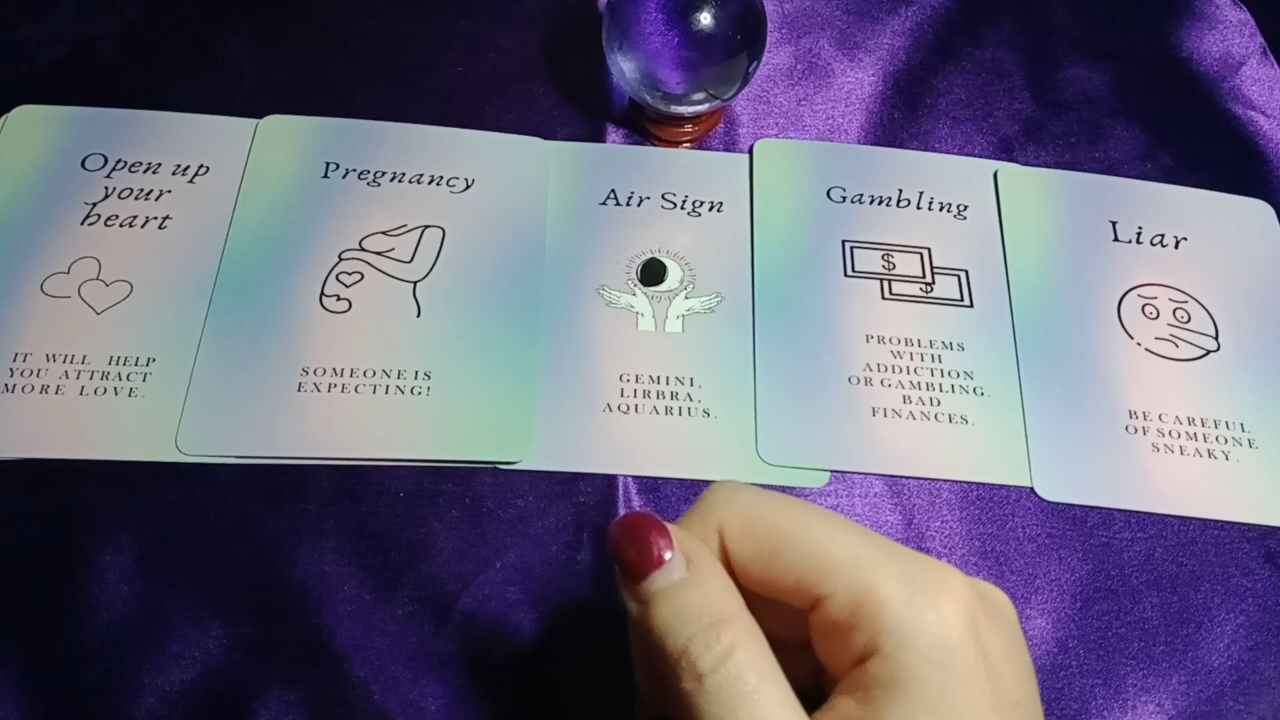 Open up
your
heart
IT WILL HELP
YOU ATTRACT
MORE LOVE.
Pregnancy
SOMEONE IS
EXPECTING!
Air Sign
GEMINI,
LIRBRA,
AQUARIUS.
Gambling
$
$
PROBLEMS
WITH
ADDICTION
OR GAMBLING.
BAD
FINANCES.
Liar
BE CAREFUL
OF SOMEONE
SNEAKY.